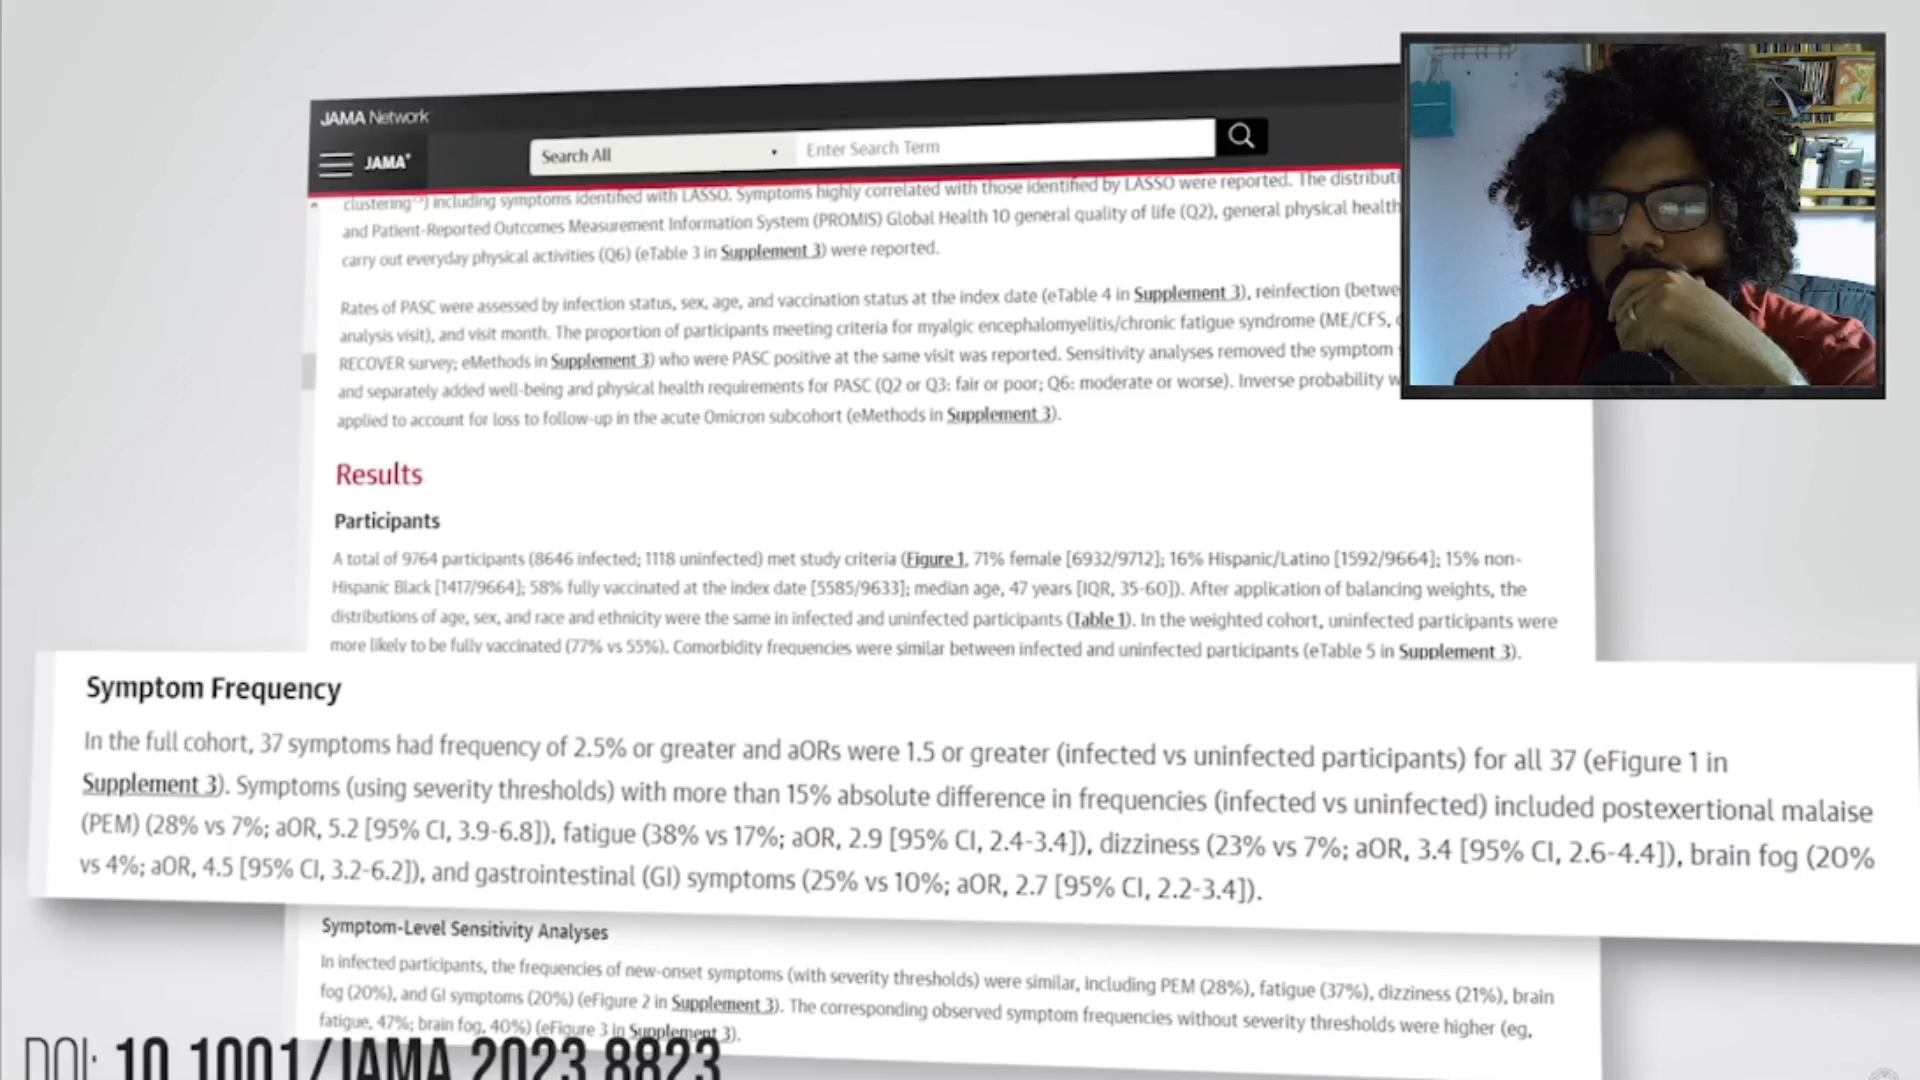 JAMA Network
JAMA
Search All
Enter Search Term
clustering ) including symptoms identified with LASSO. Symptoms highly correlated with those identified by LASSO were reported. The distributi
and Patient-Reported Outcomes Measurement Information System (PROMIS) Global Health 10 general quality of life (Q2), general physical health
carry out everyday physical activities (Q6) (eTable 3 in Supplement 3) were reported.
Rates of PASC were assessed by infection status, sex, age, and vaccination status at the index date (eTable 4 in Supplement 3), reinfection (betwe
analysis visit), and visit month. The proportion of participants meeting criteria for myalgic encephalomyelitis/chronic fatigue syndrome (ME/CFS,
RECOVER survey; eMethods in Supplement 3) who were PASC positive at the same visit was reported. Sensitivity analyses removed the symptom
and separately added well-being and physical health requirements for PASC (Q2 or Q3: fair or poor; Q6: moderate or worse). Inverse probability w
applied to account for loss to follow-up in the acute Omicron subcohort (eMethods in Supplement 3).
Results
Participants
A total of 9764 participants (8646 infected; 1118 uninfected) met study criteria (Figure 1, 71% female [6932/9712]; 16% Hispanic/Latino [1592/9664]; 15% non-
Hispanic Black [1417/9664]; 58% fully vaccinated at the index date [5585/9633]; median age, 47 years [IQR, 35-60]). After application of balancing weights, the
distributions of age, sex, and race and ethnicity were the same in infected and uninfected participants (Table 1). In the weighted cohort, uninfected participants were
more likely to be fully vaccinated (77% vs 55%). Comorbidity frequencies were similar between infected and uninfected participants (eTable 5 in Supplement 3).
Symptom Frequency
In the full cohort, 37 symptoms had frequency of 2.5% or greater and aORs were 1.5 or greater (infected vs uninfected participants) for all 37 (eFigure 1 in
Supplement 3). Symptoms (using severity thresholds) with more than 15% absolute difference in frequencies (infected vs uninfected) included postexertional malaise
(PEM) (28% vs 7%; aOR, 5.2 [95% CI, 3.9-6.8]), fatigue (38% vs 17%; aOR, 2.9 [95% CI, 2.4-3.4]), dizziness (23% vs 7%; aOR, 3.4 [95% CI, 2.6-4.4]), brain fog (20%
vs 4%; aOR, 4.5 [95% CI, 3.2-6.2]), and gastrointestinal (GI) symptoms (25% vs 10%; aOR, 2.7 [95% CI, 2.2-3.4]).
Symptom-Level Sensitivity Analyses
In infected participants, the frequencies of new-onset symptoms (with severity thresholds) were similar, including PEM (28%), fatigue (37%), dizziness (21%), brain
fog (20%), and GI symptoms (20%) (eFigure 2 in Supplement 3). The corresponding observed symptom frequencies without severity thresholds were higher (eg,
fatigue, 47%; brain fog, 40%) (eFigure 3 in Supplement 3).
DOI: 10.1001/JAMA.2023.8823